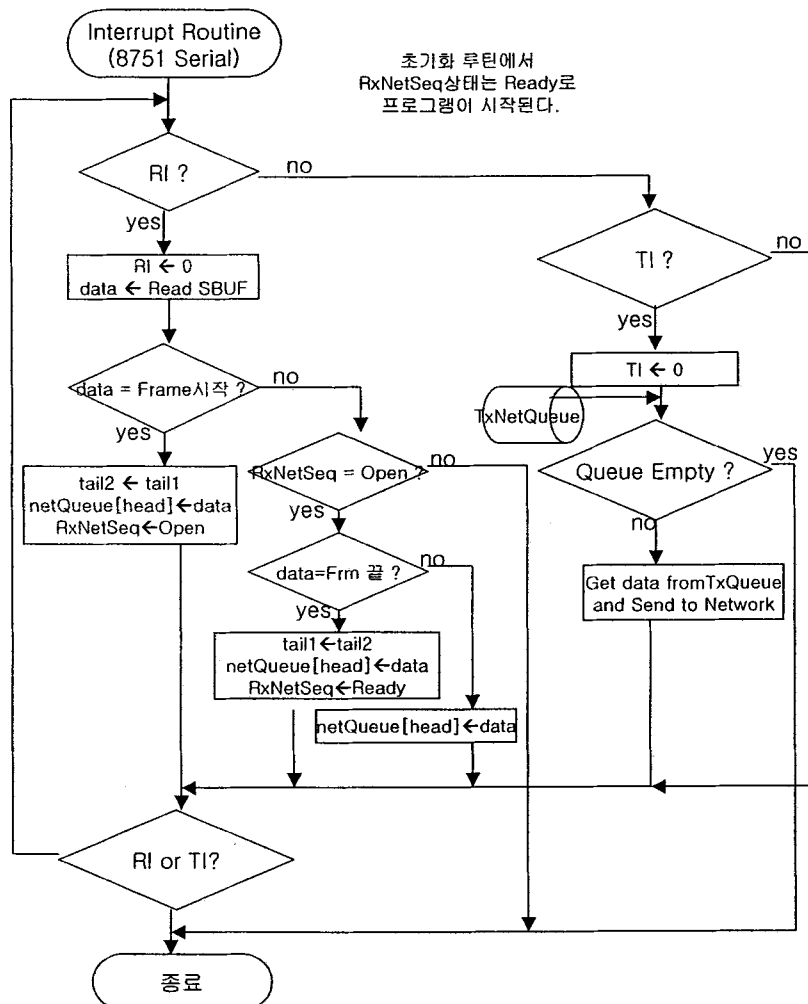 Interrupt Routine
(8751 Serial)
초기화 루틴에서
RxNetSeq상태는 Ready로
프로그램이 시작된다.
RI ?
no
yes
TI ?
no
yes
RI ← 0
data ← Read SBUF
TI ← 0
TxNetQueue
data = Frame시작 ?
no
yes
RxNetSeq = Open ?
no
yes
Queue Empty ?
yes
no
tail2 ← tail1
netQueue[head]←data
RxNetSeq←Open
data=Frm 끝 ?
no
yes
Get data fromTxQueue
and Send to Network
tail1←tail2
netQueue[head]←data
RxNetSeq←Ready
netQueue[head]←data
RI or TI?
종료